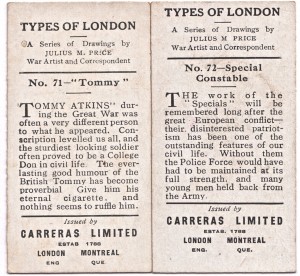 TYPES OF LONDON
A Series of Drawings by
JULIUS M. PRICE
War Artist and Correspondent
No. 71—"Tommy"
"TOMMY ATKINS" dur-
ing the Great War was
often a very different person
to what he appeared. Con-
scription levelled us all, and
the sturdiest looking soldier
often proved to be a College
Don in civil life. The ever-
lasting good humour of the
British Tommy has become
proverbial Give him his
eternal cigarette, and
nothing seems to ruffle him.
Issued by
CARRERAS LIMITED
ESTAB 1788
LONDON MONTREAL
ENG. QUE.
TYPES OF LONDON
A Series of Drawings by
JULIUS M. PRICE
War Artist and Correspondent
No. 72—Special
Constable
THE work of the
"Specials" will be
remembered long after the
great European conflict—
their disinterested patriot-
ism has been one of the
outstanding features of our
civil life. Without them
the Police Force would have
had to be maintained at its
full strength, and many
young men held back from
the Army.
Issued by
CARRERAS LIMITED
ESTAB. 1788
LONDON MONTREAL
ENG. QUE.